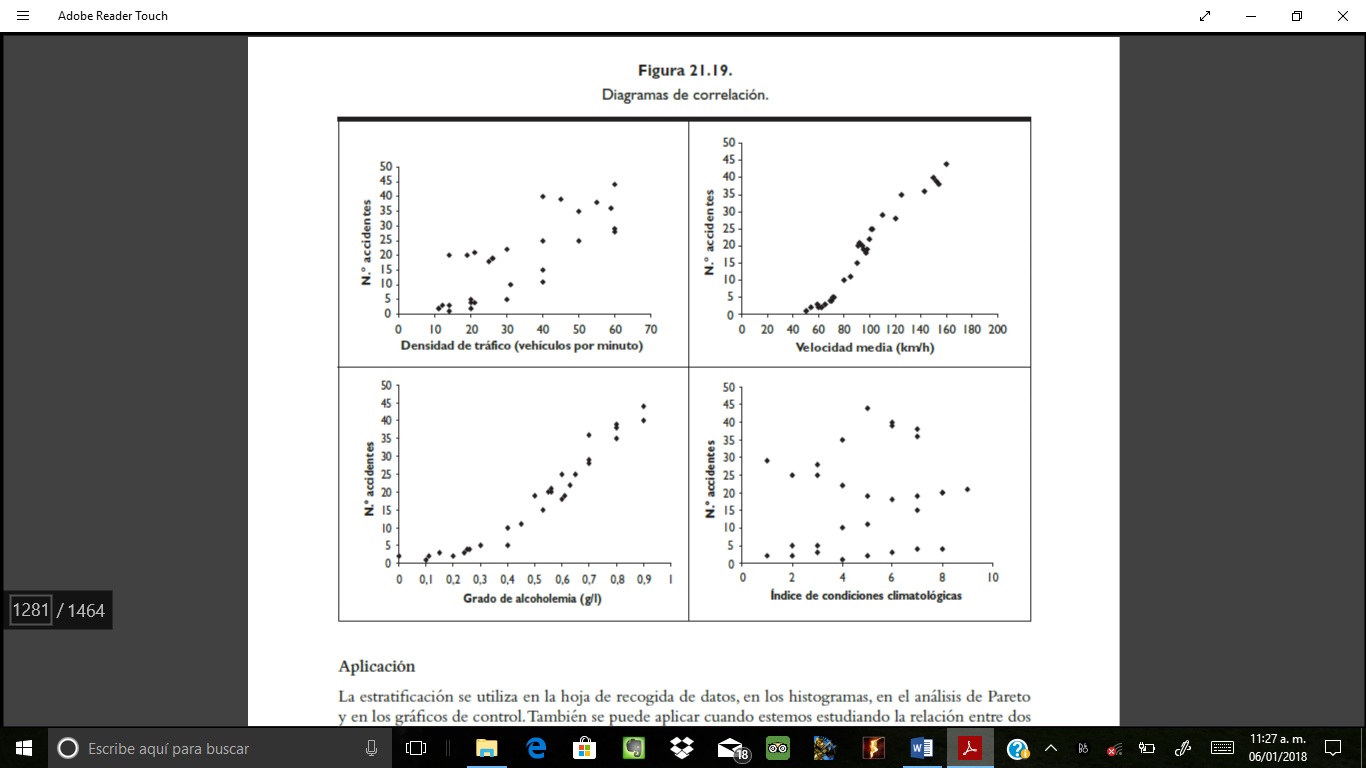 Adobe Reader Touch
Figura 21.19.
Diagramas de correlación.
50
45
40
35
30
25
20
15
10
5
0
N.° accidentes
0 10 20 30 40 50 60 70
Densidad de tráfico (vehículos por minuto)
50
45
40
35
30
25
20
15
10
5
0
N.° accidentes
0 20 40 60 80 100 120 140 160 180 200
Velocidad media (km/h)
50
45
40
35
30
25
20
15
10
5
0
N.° accidentes
0 0,1 0,2 0,3 0,4 0,5 0,6 0,7 0,8 0,9 1
Grado de alcoholemia (g/l)
50
45
40
35
30
25
20
15
10
5
0
N.° accidentes
0 2 4 6 8 10
Índice de condiciones climatológicas
1281 / 1464
Aplicación
La estratificación se utiliza en la hoja de recogida de datos, en los histogramas, en el análisis de Pareto
y en los gráficos de control. También se puede aplicar cuando estemos estudiando la relación entre dos
Escribe aquí para buscar
18
11:27 a. m.
06/01/2018